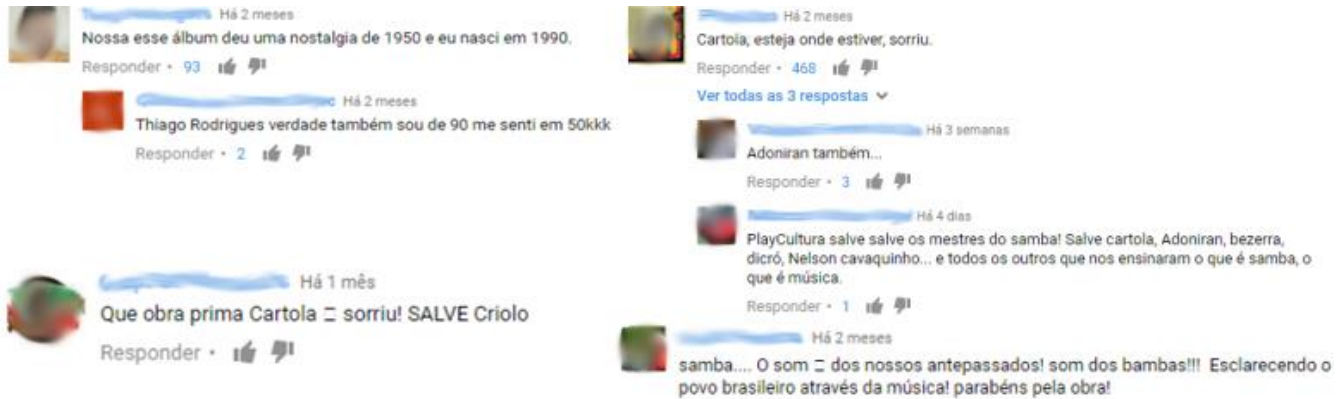 Há 2 meses
Nossa esse álbum deu uma nostalgia de 1950 e eu nasci em 1990.
Responder • 93
Há 2 meses
Thiago Rodrigues verdade também sou de 90 me senti em 50kkk
Responder • 2
Há 1 mês
Que obra prima Cartola sorriu! SALVE Criolo
Responder •
Há 2 meses
Cartola, esteja onde estiver, sorriu.
Responder • 468
Ver todas as 3 respostas
Há 3 semanas
Adoniran também...
Responder • 3
Há 4 dias
PlayCultura salve salve os mestres do samba! Salve cartola, Adoniran, bezerra,
dicró, Nelson cavaquinho... e todos os outros que nos ensinaram o que é samba, o
que é música.
Responder • 1
Há 2 meses
samba.... O som dos nossos antepassados! som dos bambas!!! Esclarecendo o
povo brasileiro através da música! parabéns pela obra!